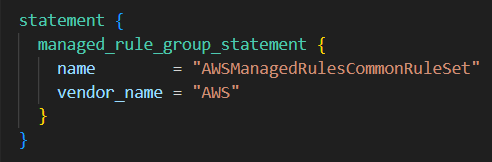 statement {
  managed_rule_group_statement {
    name        = "AWSManagedRulesCommonRuleSet"
    vendor_name = "AWS"
  }
}